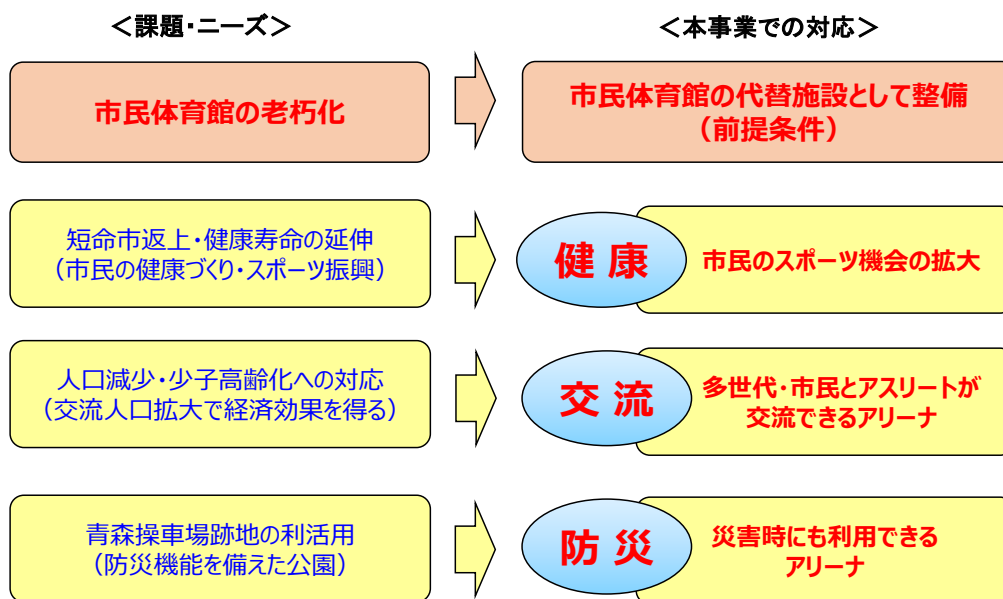 ＜課題・ニーズ＞
＜本事業での対応＞
市民体育館の老朽化
市民体育館の代替施設として整備
（前提条件）
短命市返上・健康寿命の延伸
（市民の健康づくり・スポーツ振興）
健 康
市民のスポーツ機会の拡大
人口減少・少子高齢化への対応
（交流人口拡大で経済効果を得る）
交 流
多世代・市民とアスリートが
交流できるアリーナ
青森操車場跡地の利活用
（防災機能を備えた公園）
防 災
災害時にも利用できる
アリーナ